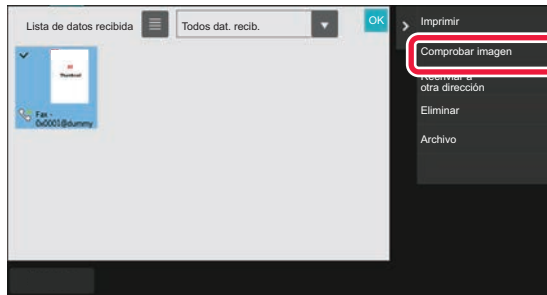 Lista de datos recibida
Todos dat. recib.
OK
Thumbnail
Fax -
0x0001@dummy
Imprimir
Comprobar imagen
Reenviar a
otra dirección
Eliminar
Archivo